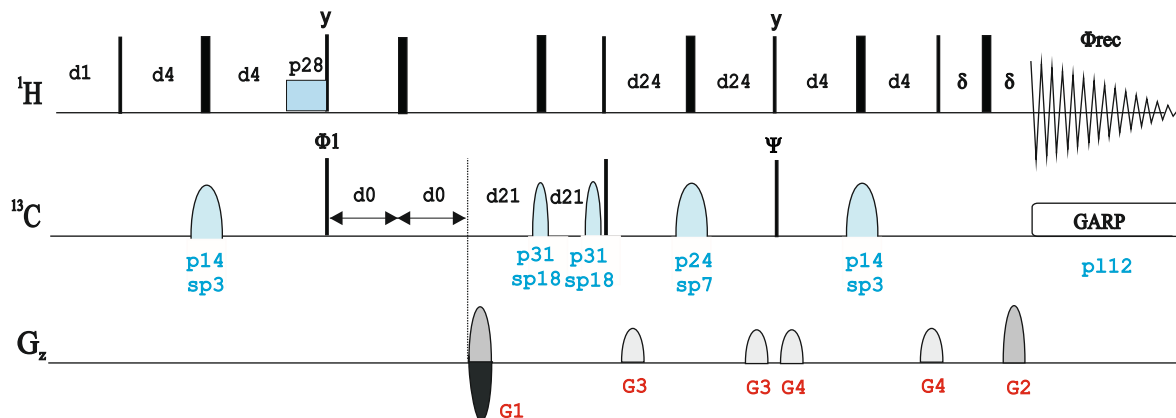 y y
Φrec
d1 d4 d4 p28 d24 d24 d4 d4 δ δ
¹H
Φ1 Ψ
d0 d0 d21 d21
¹³C GARP
p14 p31 p31 p24 p14 pl12
sp3 sp18 sp18 sp7 sp3
Gz
G1 G3 G3 G4 G4 G2